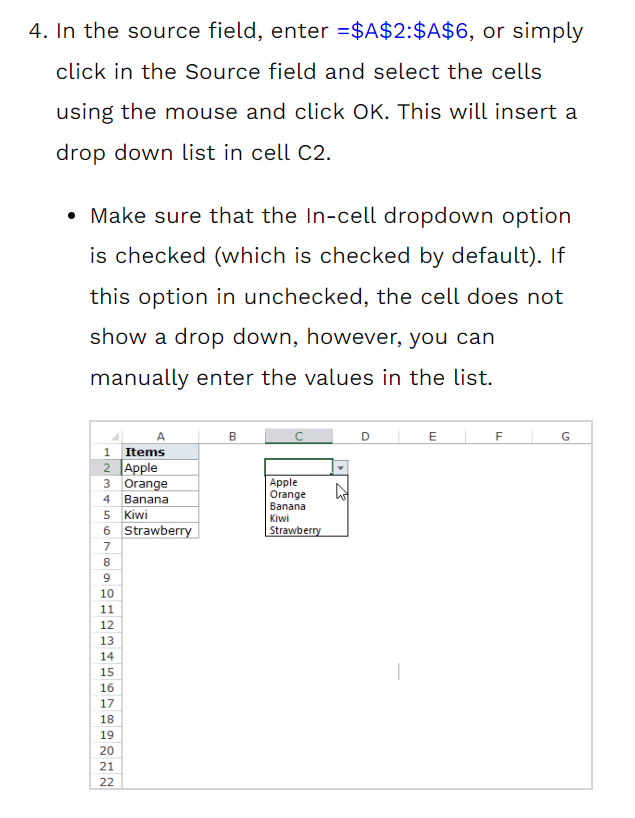 4. In the source field, enter =$A$2:$A$6, or simply
click in the Source field and select the cells
using the mouse and click OK. This will insert a
drop down list in cell C2.
• Make sure that the In-cell dropdown option
is checked (which is checked by default). If
this option in unchecked, the cell does not
show a drop down, however, you can
manually enter the values in the list.
A B C D E F G
1 Items
2 Apple
3 Orange
4 Banana
5 Kiwi
6 Strawberry
Apple
Orange
Banana
Kiwi
Strawberry
7
8
9
10
11
12
13
14
15
16
17
18
19
20
21
22